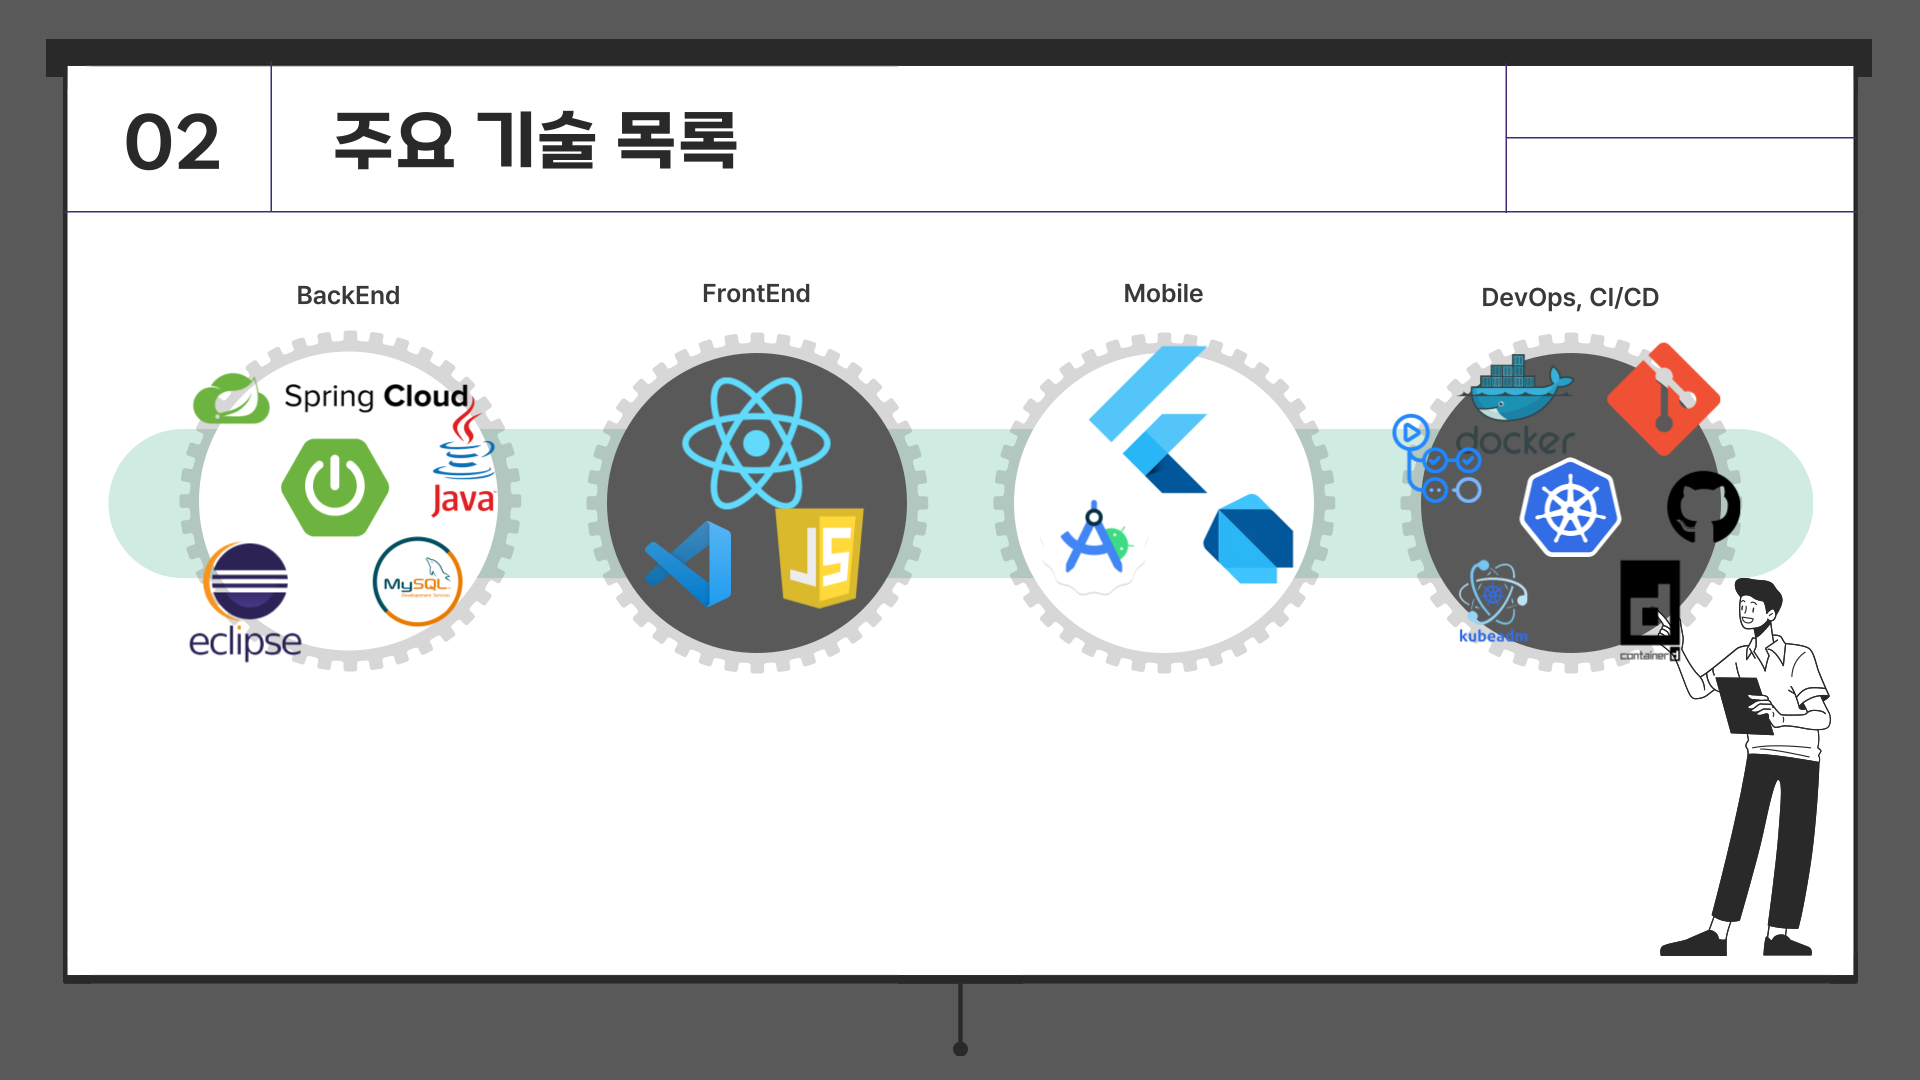 02
주요 기술 목록
BackEnd
FrontEnd
Mobile
DevOps, CI/CD
Spring Cloud
Java
MySQL
eclipse
JS
docker
kubeadm
d
containerd